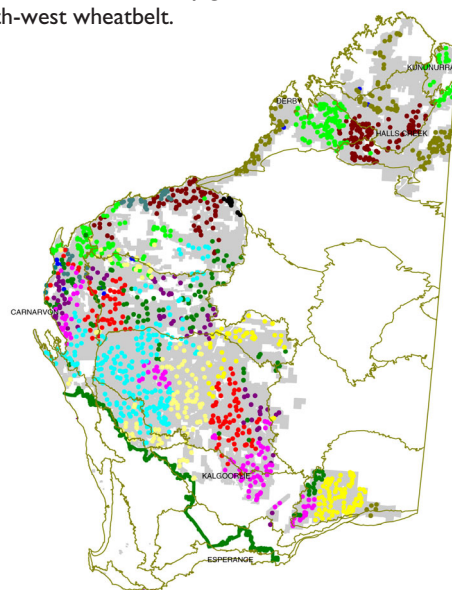 th-west wheatbelt.
KUNUNURRA
DERBY
HALLS CREEK
CARNARVON
KALGOORLIE
ESPERANCE